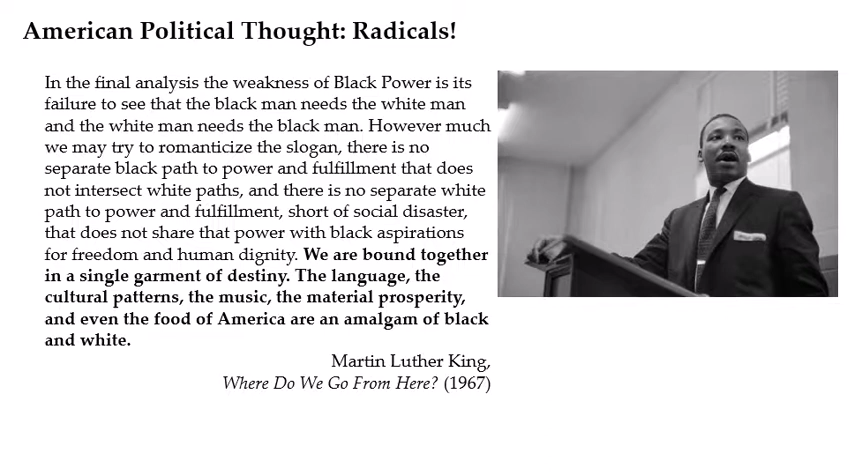 American Political Thought: Radicals!
In the final analysis the weakness of Black Power is its
failure to see that the black man needs the white man
and the white man needs the black man. However much
we may try to romanticize the slogan, there is no
separate black path to power and fulfillment that does
not intersect white paths, and there is no separate white
path to power and fulfillment, short of social disaster,
that does not share that power with black aspirations
for freedom and human dignity. We are bound together
in a single garment of destiny. The language, the
cultural patterns, the music, the material prosperity,
and even the food of America are an amalgam of black
and white.
Martin Luther King,
Where Do We Go From Here? (1967)